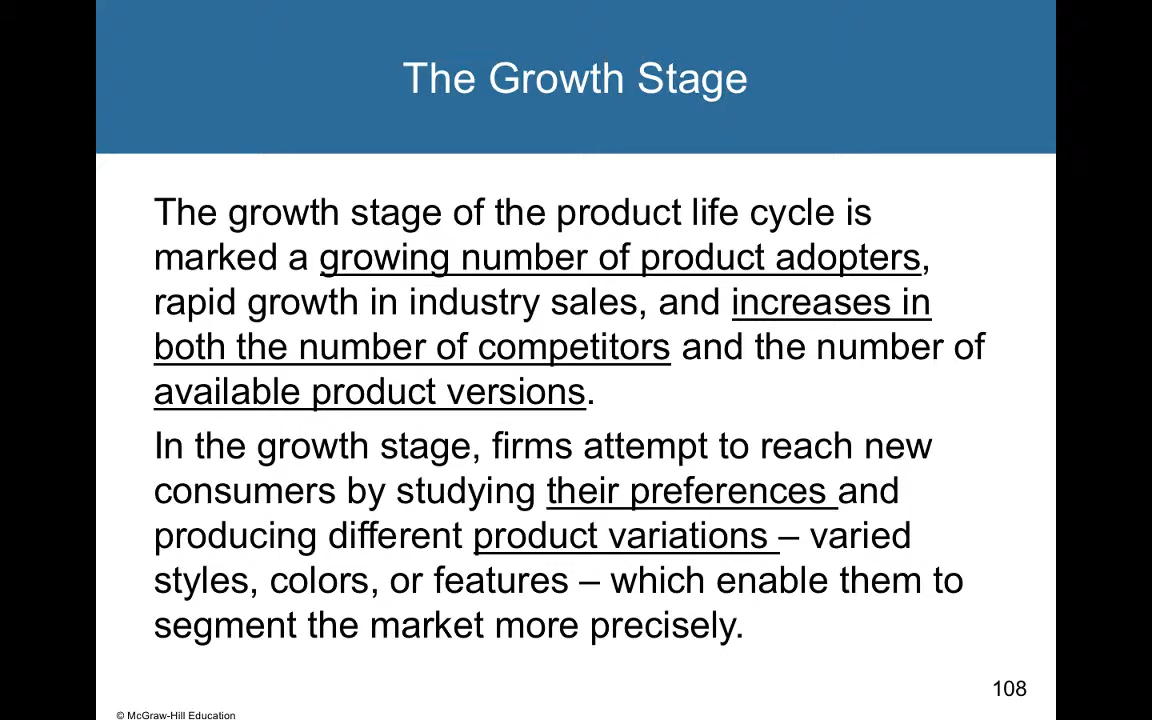 The Growth Stage
The growth stage of the product life cycle is
marked a growing number of product adopters,
rapid growth in industry sales, and increases in
both the number of competitors and the number of
available product versions.
In the growth stage, firms attempt to reach new
consumers by studying their preferences and
producing different product variations – varied
styles, colors, or features – which enable them to
segment the market more precisely.
108
© McGraw-Hill Education